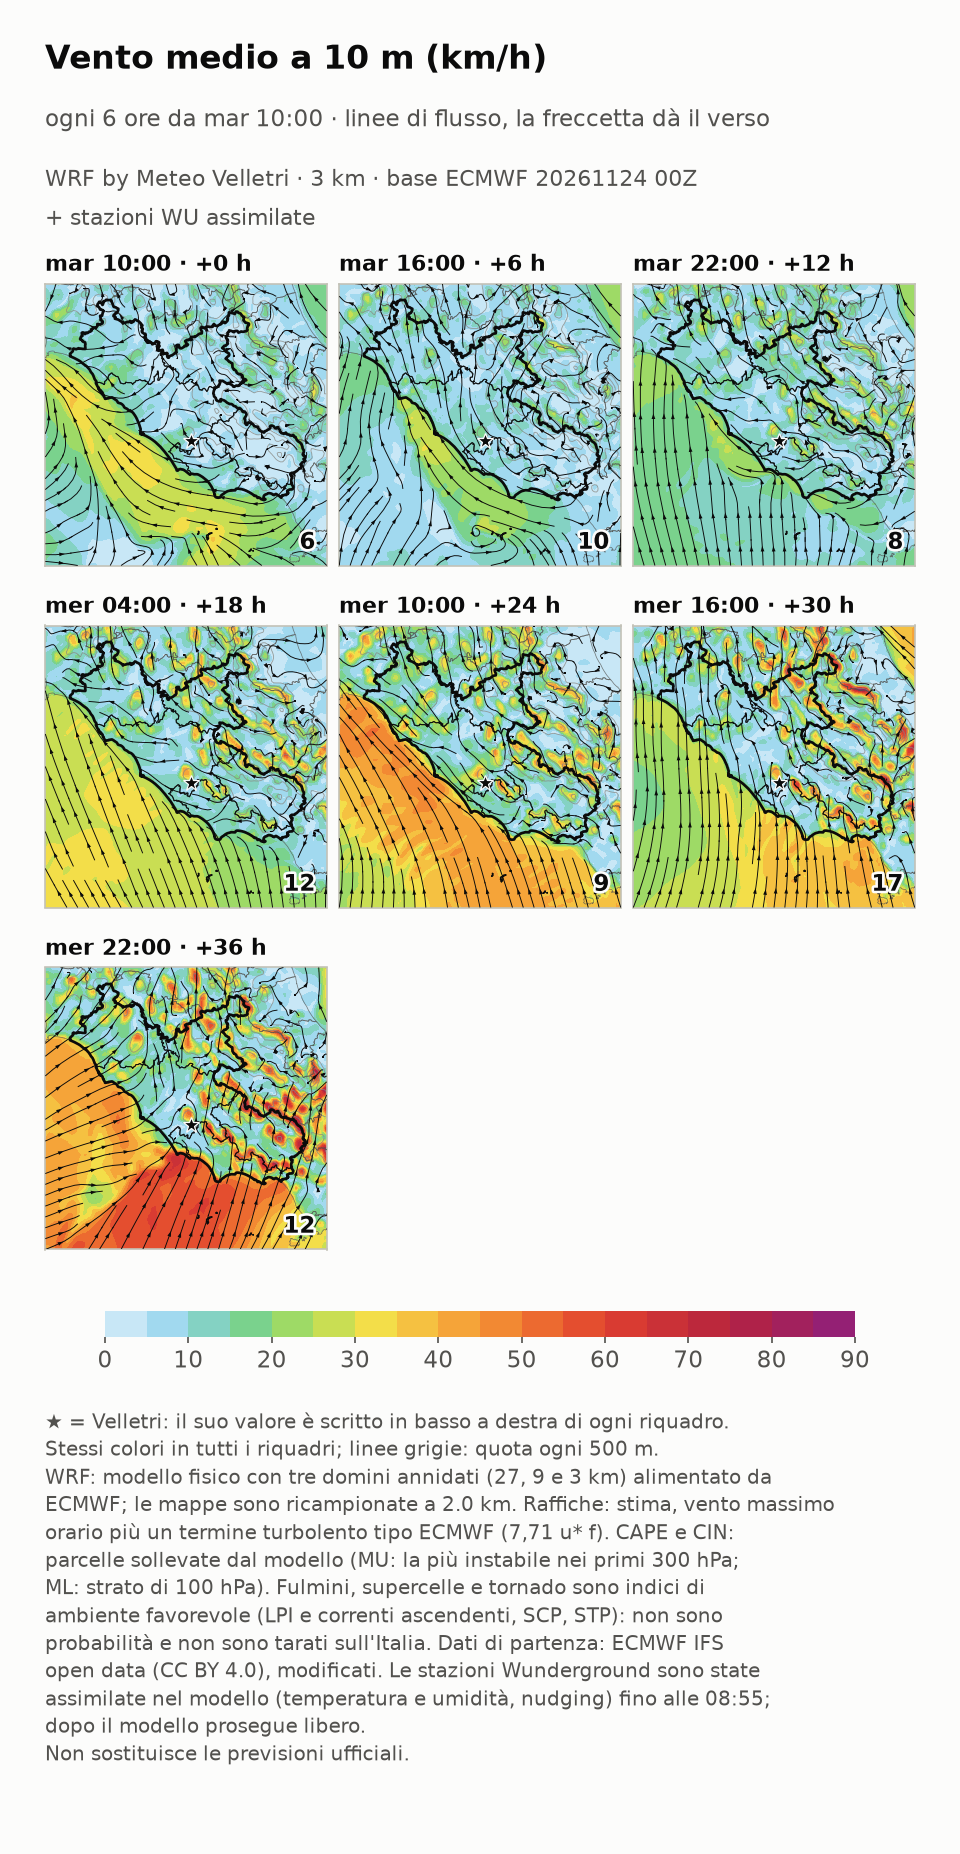 Vento medio a 10 m (km/h)
ogni 6 ore da mar 10:00 · linee di flusso, la freccetta dà il verso
WRF by Meteo Velletri · 3 km · base ECMWF 20261124 00Z
+ stazioni WU assimilate
mar 10:00 · +0 h
mar 16:00 · +6 h
mar 22:00 · +12 h
6
10
8
mer 04:00 · +18 h
mer 10:00 · +24 h
mer 16:00 · +30 h
12
9
17
mer 22:00 · +36 h
12
0 10 20 30 40 50 60 70 80 90
★ = Velletri: il suo valore è scritto in basso a destra di ogni riquadro.
Stessi colori in tutti i riquadri; linee grigie: quota ogni 500 m.
WRF: modello fisico con tre domini annidati (27, 9 e 3 km) alimentato da
ECMWF; le mappe sono ricampionate a 2.0 km. Raffiche: stima, vento massimo
orario più un termine turbolento tipo ECMWF (7,71 u* f). CAPE e CIN:
parcelle sollevate dal modello (MU: la più instabile nei primi 300 hPa;
ML: strato di 100 hPa). Fulmini, supercelle e tornado sono indici di
ambiente favorevole (LPI e correnti ascendenti, SCP, STP): non sono
probabilità e non sono tarati sull'Italia. Dati di partenza: ECMWF IFS
open data (CC BY 4.0), modificati. Le stazioni Wunderground sono state
assimilate nel modello (temperatura e umidità, nudging) fino alle 08:55;
dopo il modello prosegue libero.
Non sostituisce le previsioni ufficiali.